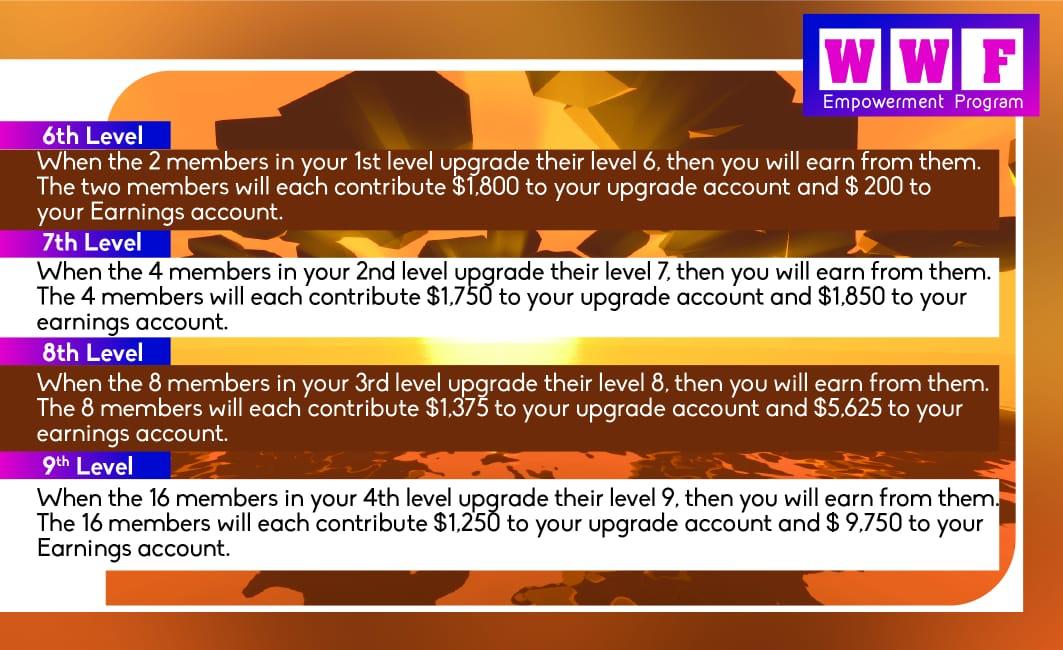 W W F
Empowerment Program
6th Level
When the 2 members in your 1st level upgrade their level 6, then you will earn from them.
The two members will each contribute $1,800 to your upgrade account and $ 200 to
your Earnings account.
7th Level
When the 4 members in your 2nd level upgrade their level 7, then you will earn from them.
The 4 members will each contribute $1,750 to your upgrade account and $1,850 to your
earnings account.
8th Level
When the 8 members in your 3rd level upgrade their level 8, then you will earn from them.
The 8 members will each contribute $1,375 to your upgrade account and $5,625 to your
earnings account.
9th Level
When the 16 members in your 4th level upgrade their level 9, then you will earn from them.
The 16 members will each contribute $1,250 to your upgrade account and $ 9,750 to your
Earnings account.